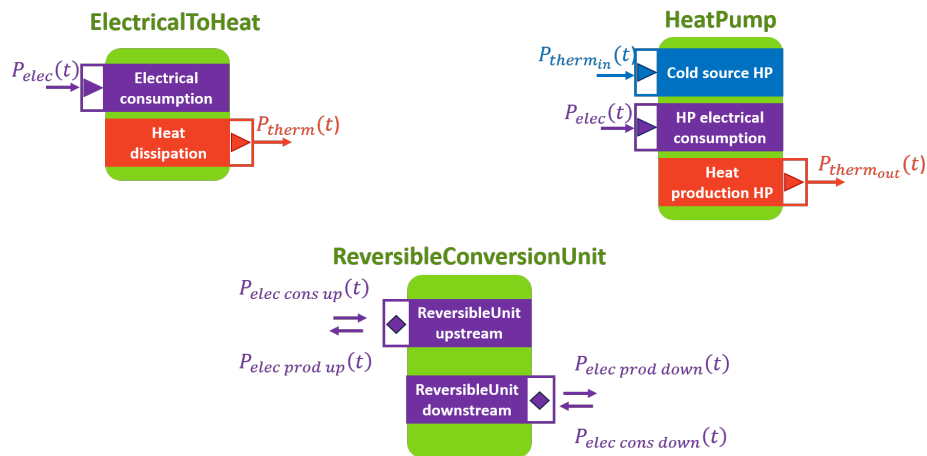 ElectricalToHeat
P_elec(t)
Electrical
consumption
Heat
dissipation
P_therm(t)
HeatPump
P_therm_in(t)
Cold source HP
P_elec(t)
HP electrical
consumption
Heat
production HP
P_therm_out(t)
ReversibleConversionUnit
P_elec cons up(t)
ReversibleUnit
upstream
P_elec prod up(t)
P_elec prod down(t)
ReversibleUnit
downstream
P_elec cons down(t)